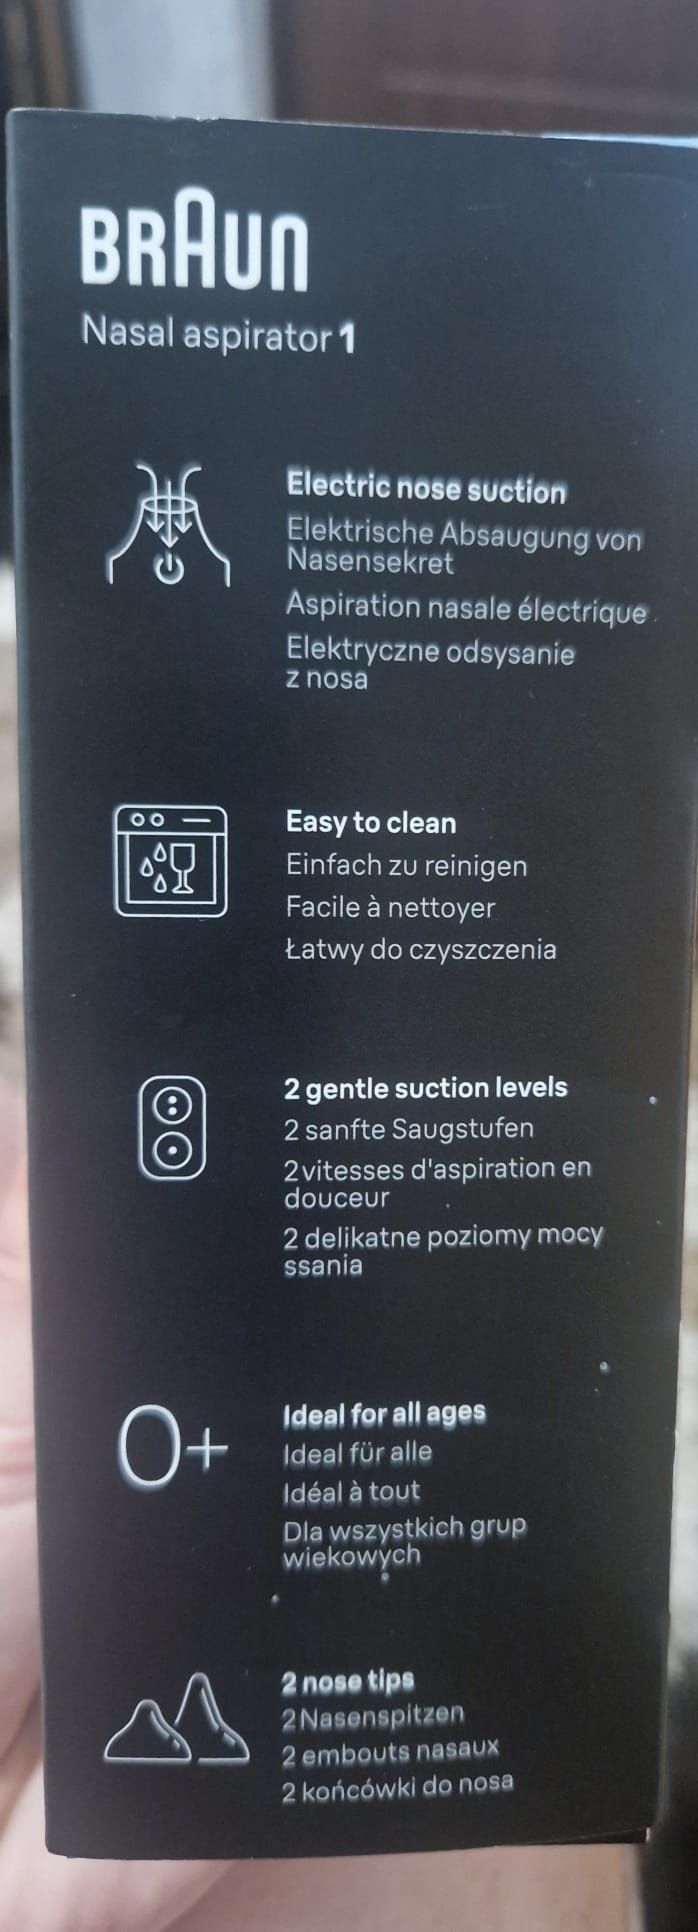 BRAUN
Nasal aspirator 1
Electric nose suction
Elektrische Absaugung von
Nasensekret
Aspiration nasale électrique
Elektryczne odsysanie
z nosa
Easy to clean
Einfach zu reinigen
Facile à nettoyer
Łatwy do czyszczenia
2 gentle suction levels
2 sanfte Saugstufen
2 vitesses d'aspiration en
douceur
2 delikatne poziomy mocy
ssania
0+
Ideal for all ages
Ideal für alle
Idéal à tout
Dla wszystkich grup
wiekowych
2 nose tips
2 Nasenspitzen
2 embouts nasaux
2 końcówki do nosa